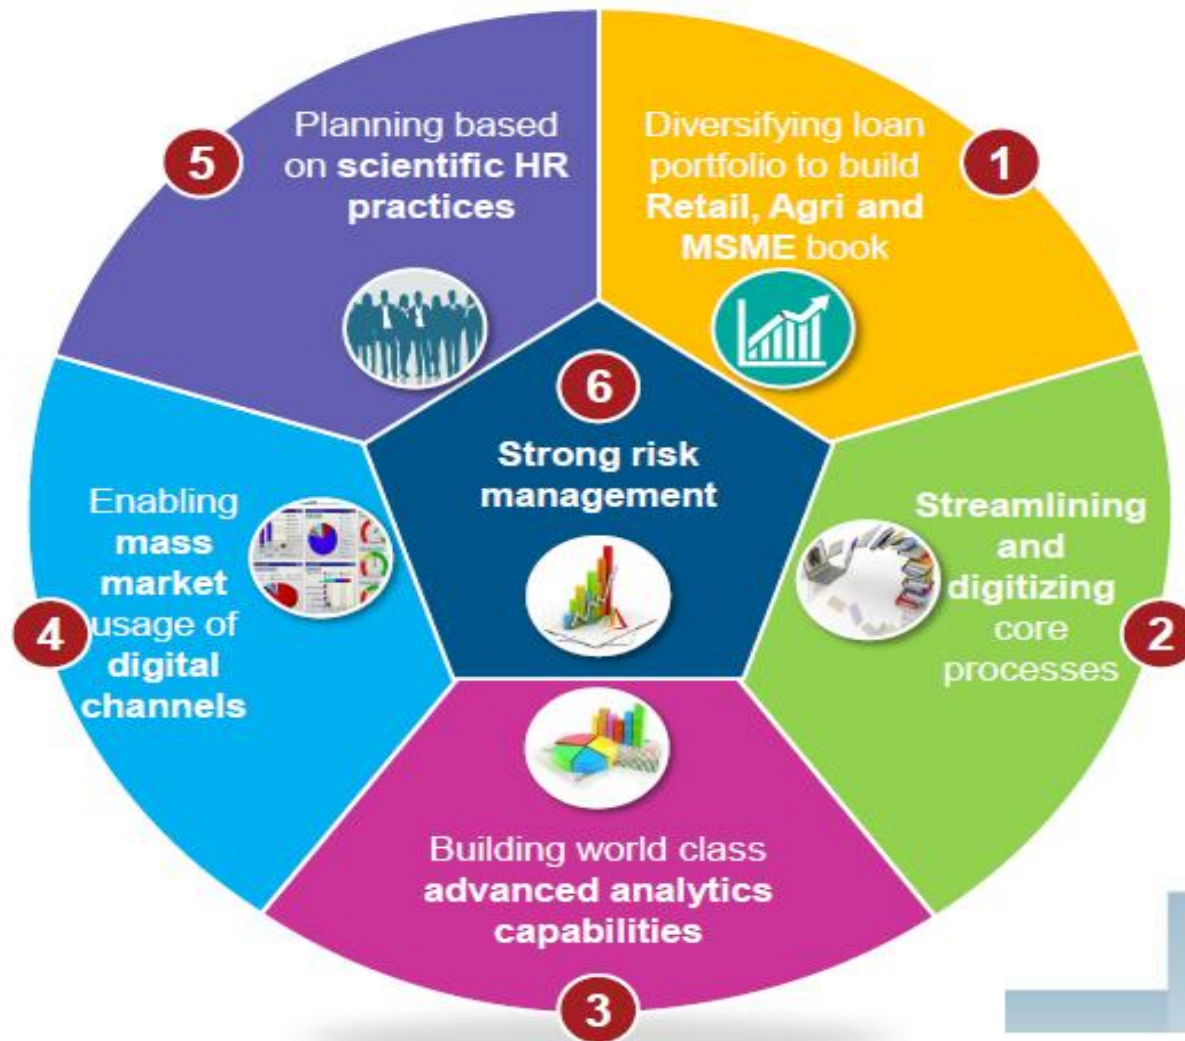 1
Diversifying loan
portfolio to build
Retail, Agri and
MSME book
2
Streamlining
and
digitizing
core
processes
3
Building world class
advanced analytics
capabilities
4
Enabling
mass
market
usage of
digital
channels
5
Planning based
on scientific HR
practices
6
Strong risk
management